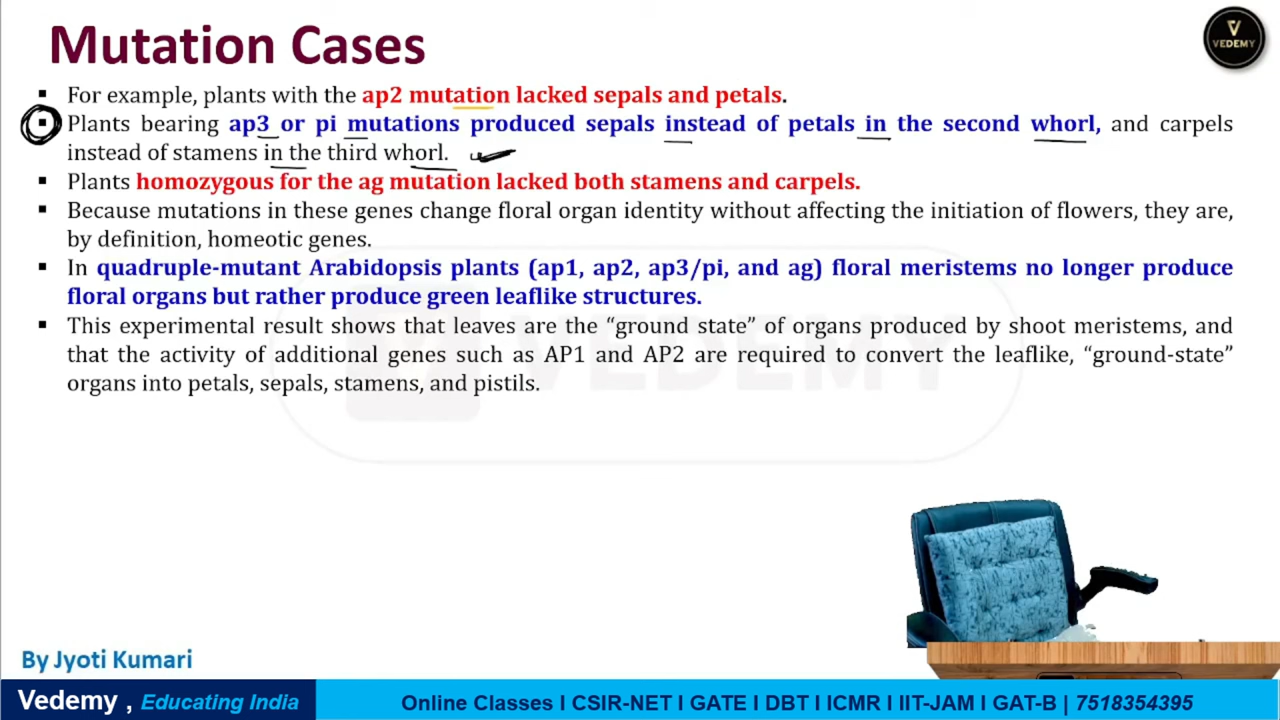 Mutation Cases
VEDEMY
▪ For example, plants with the ap2 mutation lacked sepals and petals.
▪ Plants bearing ap3 or pi mutations produced sepals instead of petals in the second whorl, and carpels
instead of stamens in the third whorl.
▪ Plants homozygous for the ag mutation lacked both stamens and carpels.
▪ Because mutations in these genes change floral organ identity without affecting the initiation of flowers, they are,
by definition, homeotic genes.
▪ In quadruple-mutant Arabidopsis plants (ap1, ap2, ap3/pi, and ag) floral meristems no longer produce
floral organs but rather produce green leaflike structures.
▪ This experimental result shows that leaves are the “ground state” of organs produced by shoot meristems, and
that the activity of additional genes such as AP1 and AP2 are required to convert the leaflike, “ground-state”
organs into petals, sepals, stamens, and pistils.
VEDEMY
By Jyoti Kumari
Vedemy , Educating India
Online Classes I CSIR-NET I GATE I DBT I ICMR I IIT-JAM I GAT-B | 7518354395